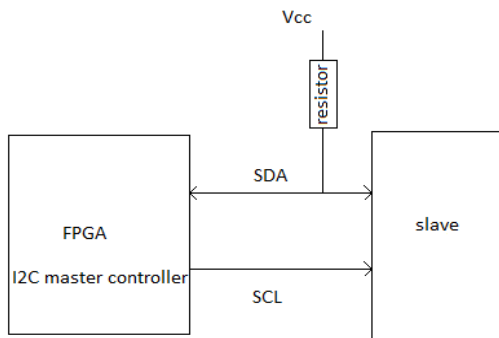 Vcc
resistor
SDA
FPGA
slave
I2C master controller
SCL